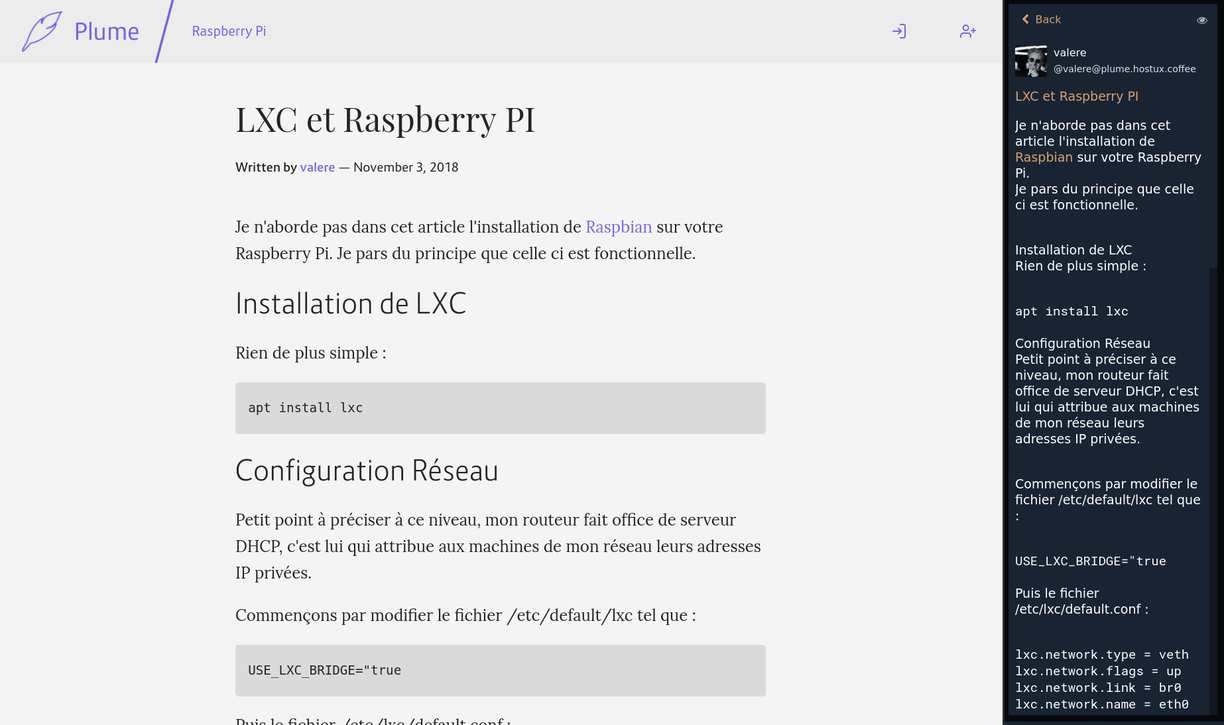 Plume
Raspberry Pi
LXC et Raspberry PI
Written by valere — November 3, 2018
Je n'aborde pas dans cet article l'installation de Raspbian sur votre
Raspberry Pi. Je pars du principe que celle ci est fonctionnelle.
Installation de LXC
Rien de plus simple :
apt install lxc
Configuration Réseau
Petit point à préciser à ce niveau, mon routeur fait office de serveur
DHCP, c'est lui qui attribue aux machines de mon réseau leurs adresses
IP privées.
Commençons par modifier le fichier /etc/default/lxc tel que :
USE_LXC_BRIDGE="true
Puis le fichier /etc/lxc/default.conf :
Back
valere
@valere@plume.hostux.coffee
LXC et Raspberry PI
Je n'aborde pas dans cet
article l'installation de
Raspbian sur votre Raspberry
Pi.
Je pars du principe que celle
ci est fonctionnelle.
Installation de LXC
Rien de plus simple :
apt install lxc
Configuration Réseau
Petit point à préciser à ce
niveau, mon routeur fait
office de serveur DHCP, c'est
lui qui attribue aux machines
de mon réseau leurs
adresses IP privées.
Commençons par modifier le
fichier /etc/default/lxc tel que
:
USE_LXC_BRIDGE="true
Puis le fichier
/etc/lxc/default.conf :
lxc.network.type = veth
lxc.network.flags = up
lxc.network.link = br0
lxc.network.name = eth0